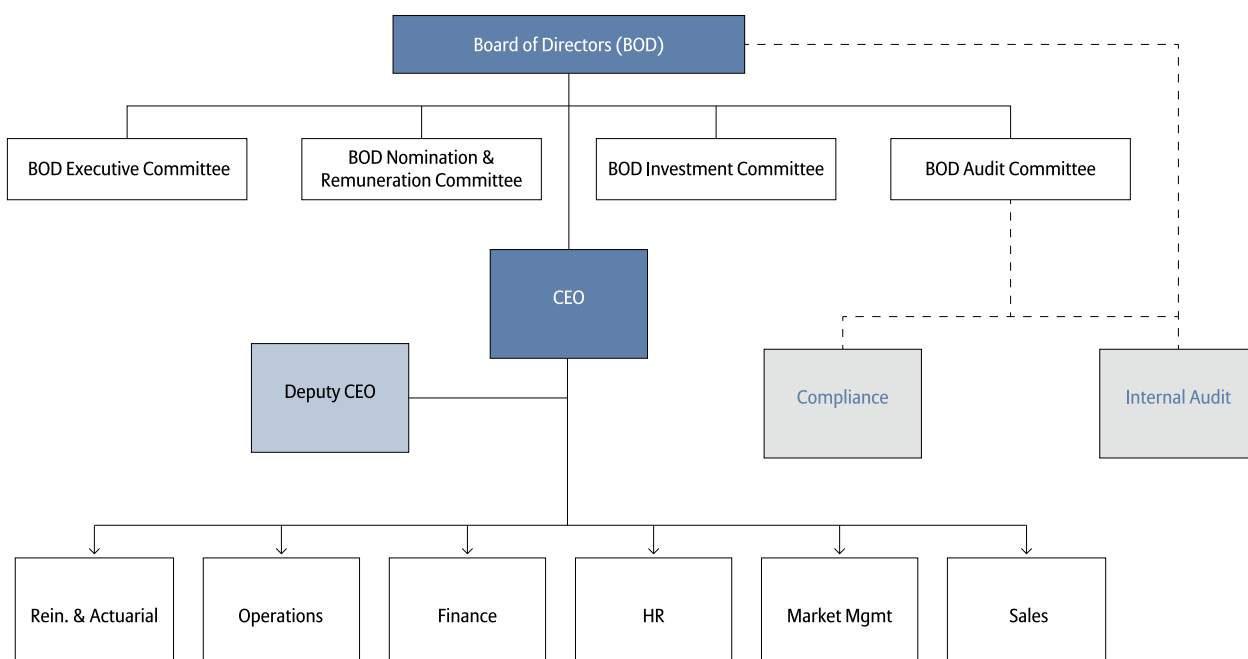 Board of Directors (BOD)
BOD Executive Committee
BOD Nomination &
Remuneration Committee
BOD Investment Committee
BOD Audit Committee
CEO
Deputy CEO
Compliance
Internal Audit
Rein. & Actuarial
Operations
Finance
HR
Market Mgmt
Sales